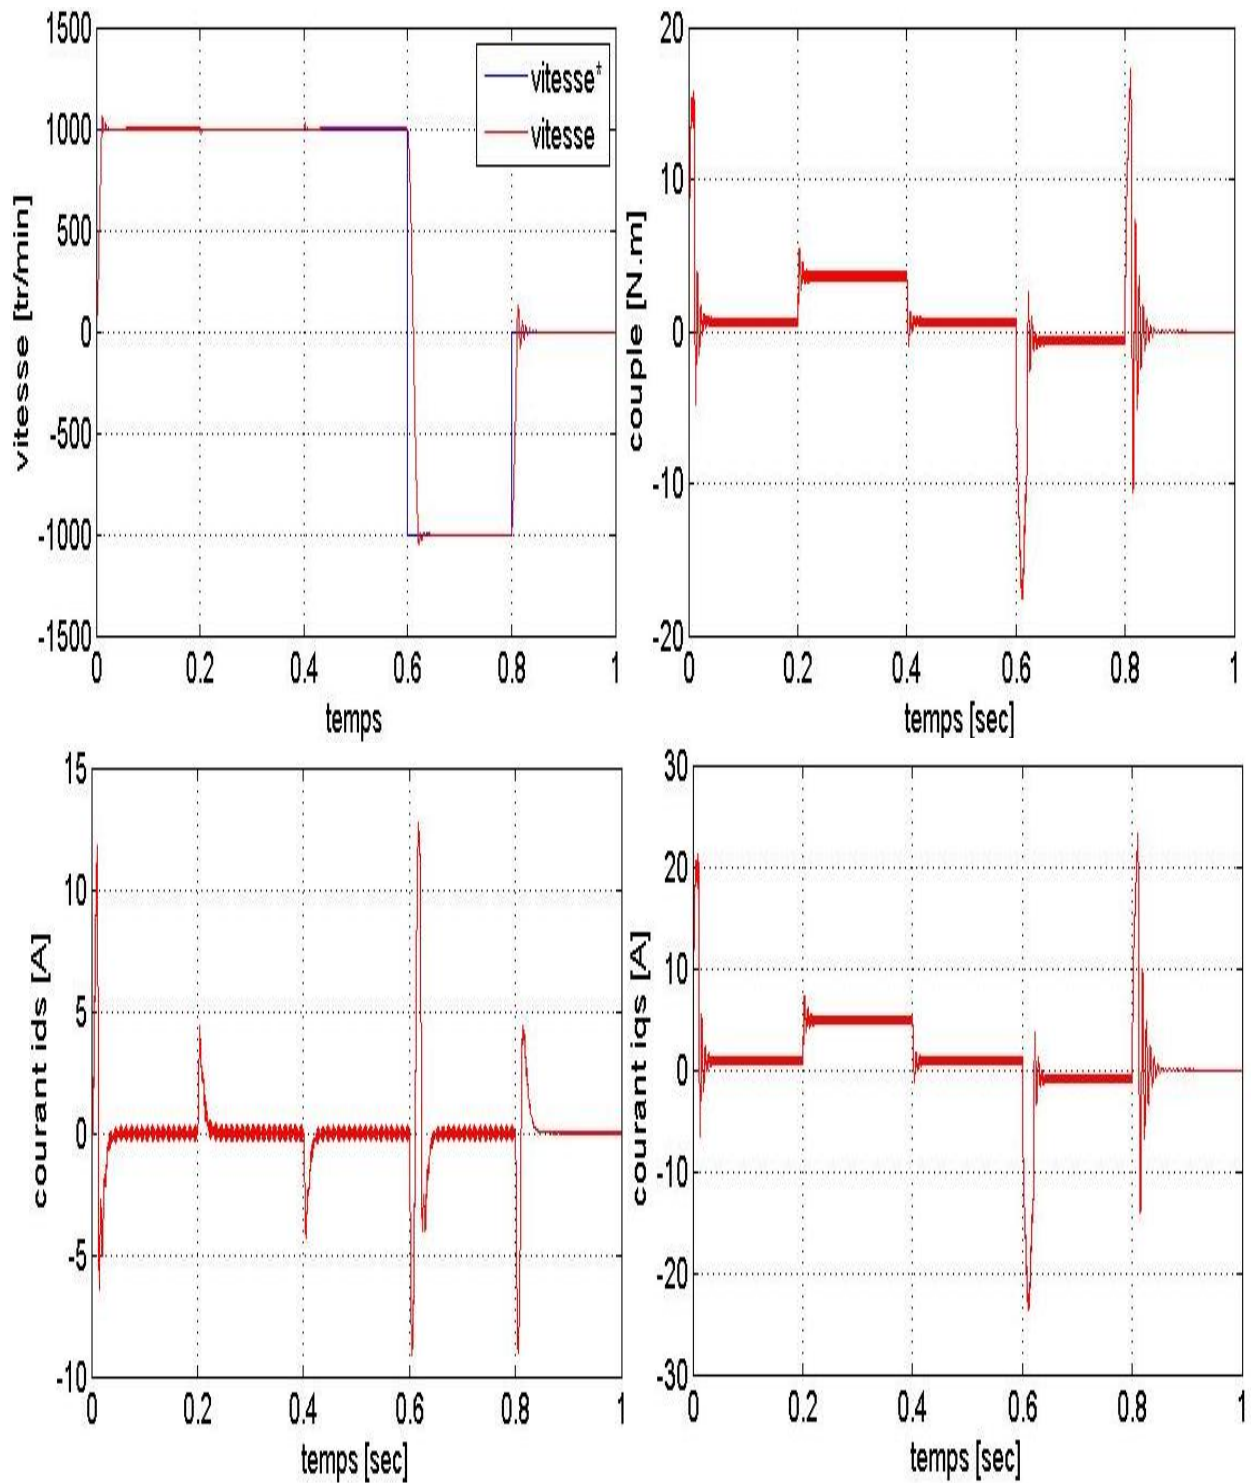 1500
1000
500
0
-500
-1000
-1500
vitesse [tr/min]
vitesse*
vitesse
0 0.2 0.4 0.6 0.8 1
temps
20
10
0
-10
-20
couple [N.m]
0 0.2 0.4 0.6 0.8 1
temps [sec]
15
10
5
0
-5
-10
courant ids [A]
0 0.2 0.4 0.6 0.8 1
temps [sec]
30
20
10
0
-10
-20
-30
courant iqs [A]
0 0.2 0.4 0.6 0.8 1
temps [sec]